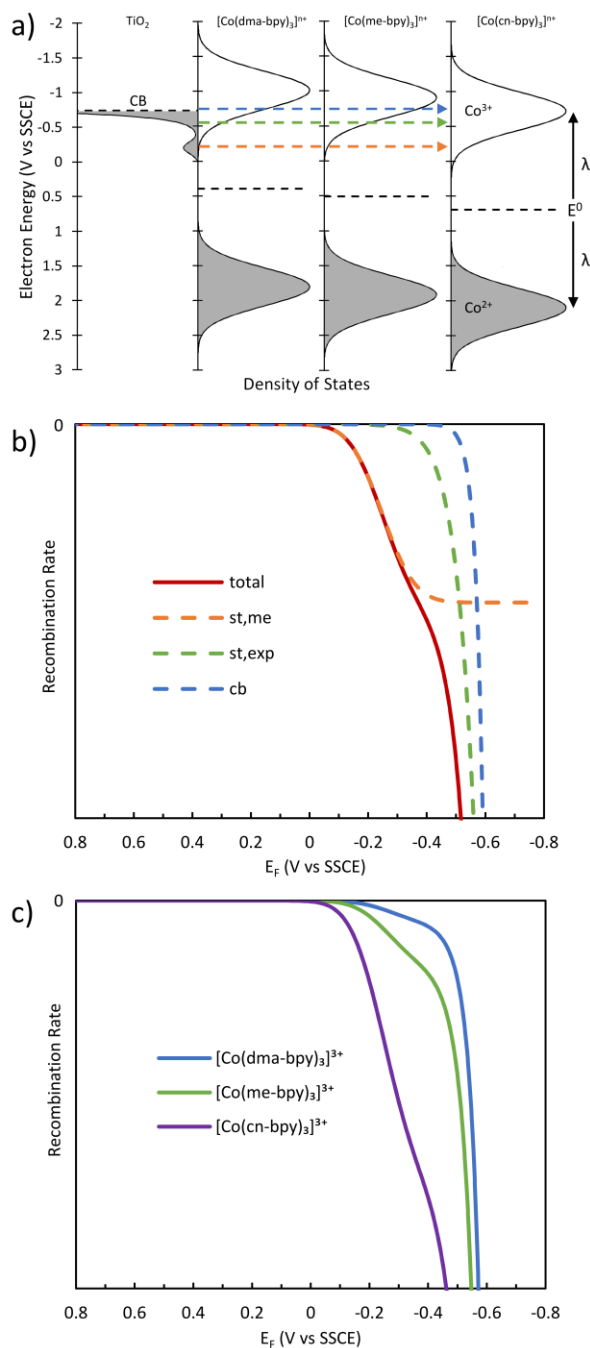 a)
TiO₂
[Co(dma-bpy)₃]ⁿ⁺
[Co(me-bpy)₃]ⁿ⁺
[Co(cn-bpy)₃]ⁿ⁺
Electron Energy (V vs SSCE)
-2
-1.5
-1
-0.5
0
0.5
1
1.5
2
2.5
3
CB
Co³⁺
λ
E⁰
λ
Co²⁺
Density of States
b)
0
Recombination Rate
total
st,me
st,exp
cb
0.8 0.6 0.4 0.2 0 -0.2 -0.4 -0.6 -0.8
E_F (V vs SSCE)
c)
0
Recombination Rate
[Co(dma-bpy)₃]³⁺
[Co(me-bpy)₃]³⁺
[Co(cn-bpy)₃]³⁺
0.8 0.6 0.4 0.2 0 -0.2 -0.4 -0.6 -0.8
E_F (V vs SSCE)